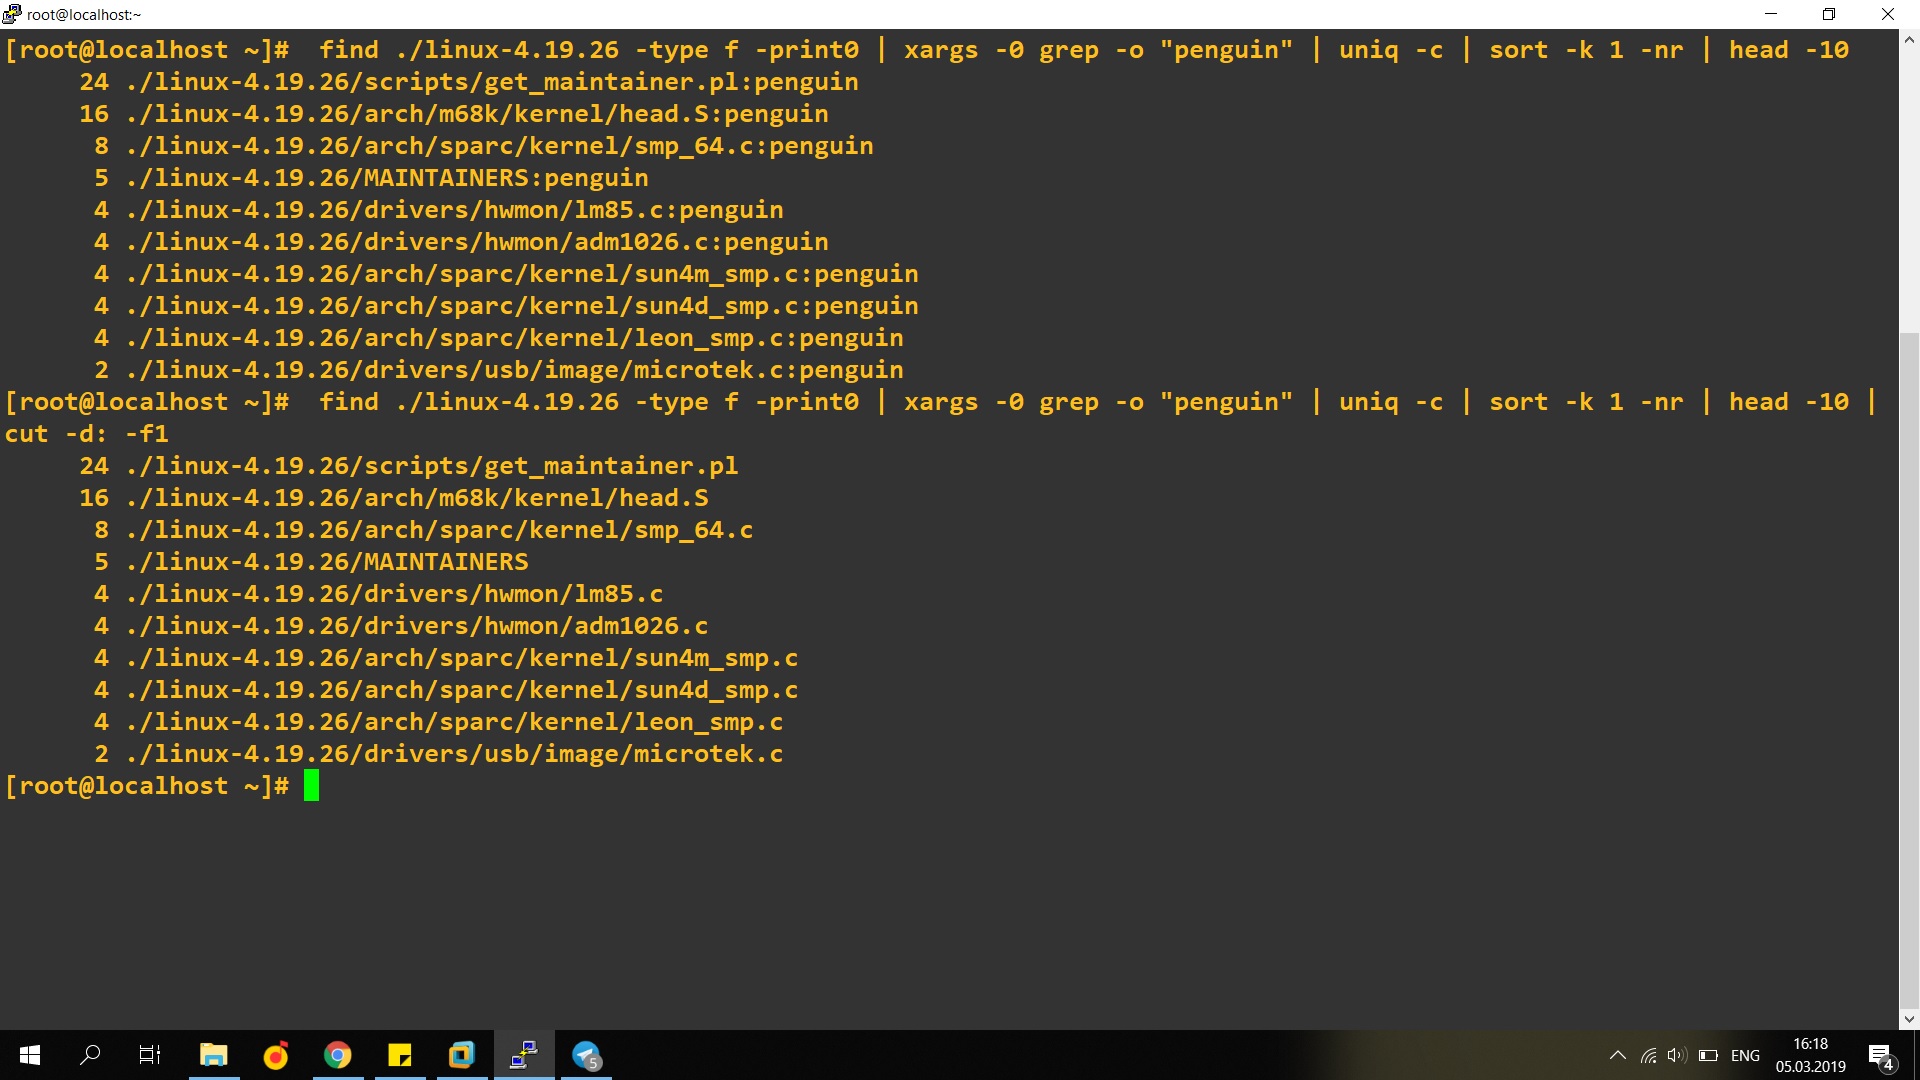 root@localhost:~
[root@localhost ~]#  find ./linux-4.19.26 -type f -print0 | xargs -0 grep -o "penguin" | uniq -c | sort -k 1 -nr | head -10
     24 ./linux-4.19.26/scripts/get_maintainer.pl:penguin
     16 ./linux-4.19.26/arch/m68k/kernel/head.S:penguin
      8 ./linux-4.19.26/arch/sparc/kernel/smp_64.c:penguin
      5 ./linux-4.19.26/MAINTAINERS:penguin
      4 ./linux-4.19.26/drivers/hwmon/lm85.c:penguin
      4 ./linux-4.19.26/drivers/hwmon/adm1026.c:penguin
      4 ./linux-4.19.26/arch/sparc/kernel/sun4m_smp.c:penguin
      4 ./linux-4.19.26/arch/sparc/kernel/sun4d_smp.c:penguin
      4 ./linux-4.19.26/arch/sparc/kernel/leon_smp.c:penguin
      2 ./linux-4.19.26/drivers/usb/image/microtek.c:penguin
[root@localhost ~]#  find ./linux-4.19.26 -type f -print0 | xargs -0 grep -o "penguin" | uniq -c | sort -k 1 -nr | head -10 |
cut -d: -f1
     24 ./linux-4.19.26/scripts/get_maintainer.pl
     16 ./linux-4.19.26/arch/m68k/kernel/head.S
      8 ./linux-4.19.26/arch/sparc/kernel/smp_64.c
      5 ./linux-4.19.26/MAINTAINERS
      4 ./linux-4.19.26/drivers/hwmon/lm85.c
      4 ./linux-4.19.26/drivers/hwmon/adm1026.c
      4 ./linux-4.19.26/arch/sparc/kernel/sun4m_smp.c
      4 ./linux-4.19.26/arch/sparc/kernel/sun4d_smp.c
      4 ./linux-4.19.26/arch/sparc/kernel/leon_smp.c
      2 ./linux-4.19.26/drivers/usb/image/microtek.c
[root@localhost ~]#
5
ENG
16:18
05.03.2019
4